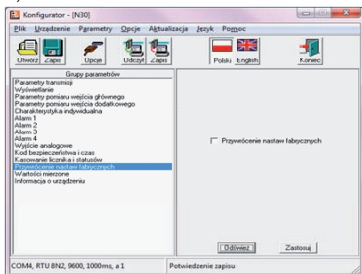 Konfigurator - [N30]
Plik Urządzenie Parametry Opcje Aktualizacja Język Pomoc
Utwórz Zapis Opcje Odczyt Zapis Polski English Koniec
Grupy parametrów
Parametry transmisji
Wyświetlanie
Parametry pomiaru wejścia głównego
Parametry pomiaru wejścia dodatkowego
Charakterystyka indywidualna
Alarm 1
Alarm 2
Alarm 3
Alarm 4
Wyjście analogowe
Kod bezpieczeństwa i czas
Kasowanie licznika i statusów
Przywrócenie nastaw fabrycznych
Wartości mierzone
Informacja o urządzeniu
Przywrócenie nastaw fabrycznych
Odśwież Zastosuj
COM4, RTU 8N2, 9600, 1000ms, a 1 Potwiedzenie zapisu